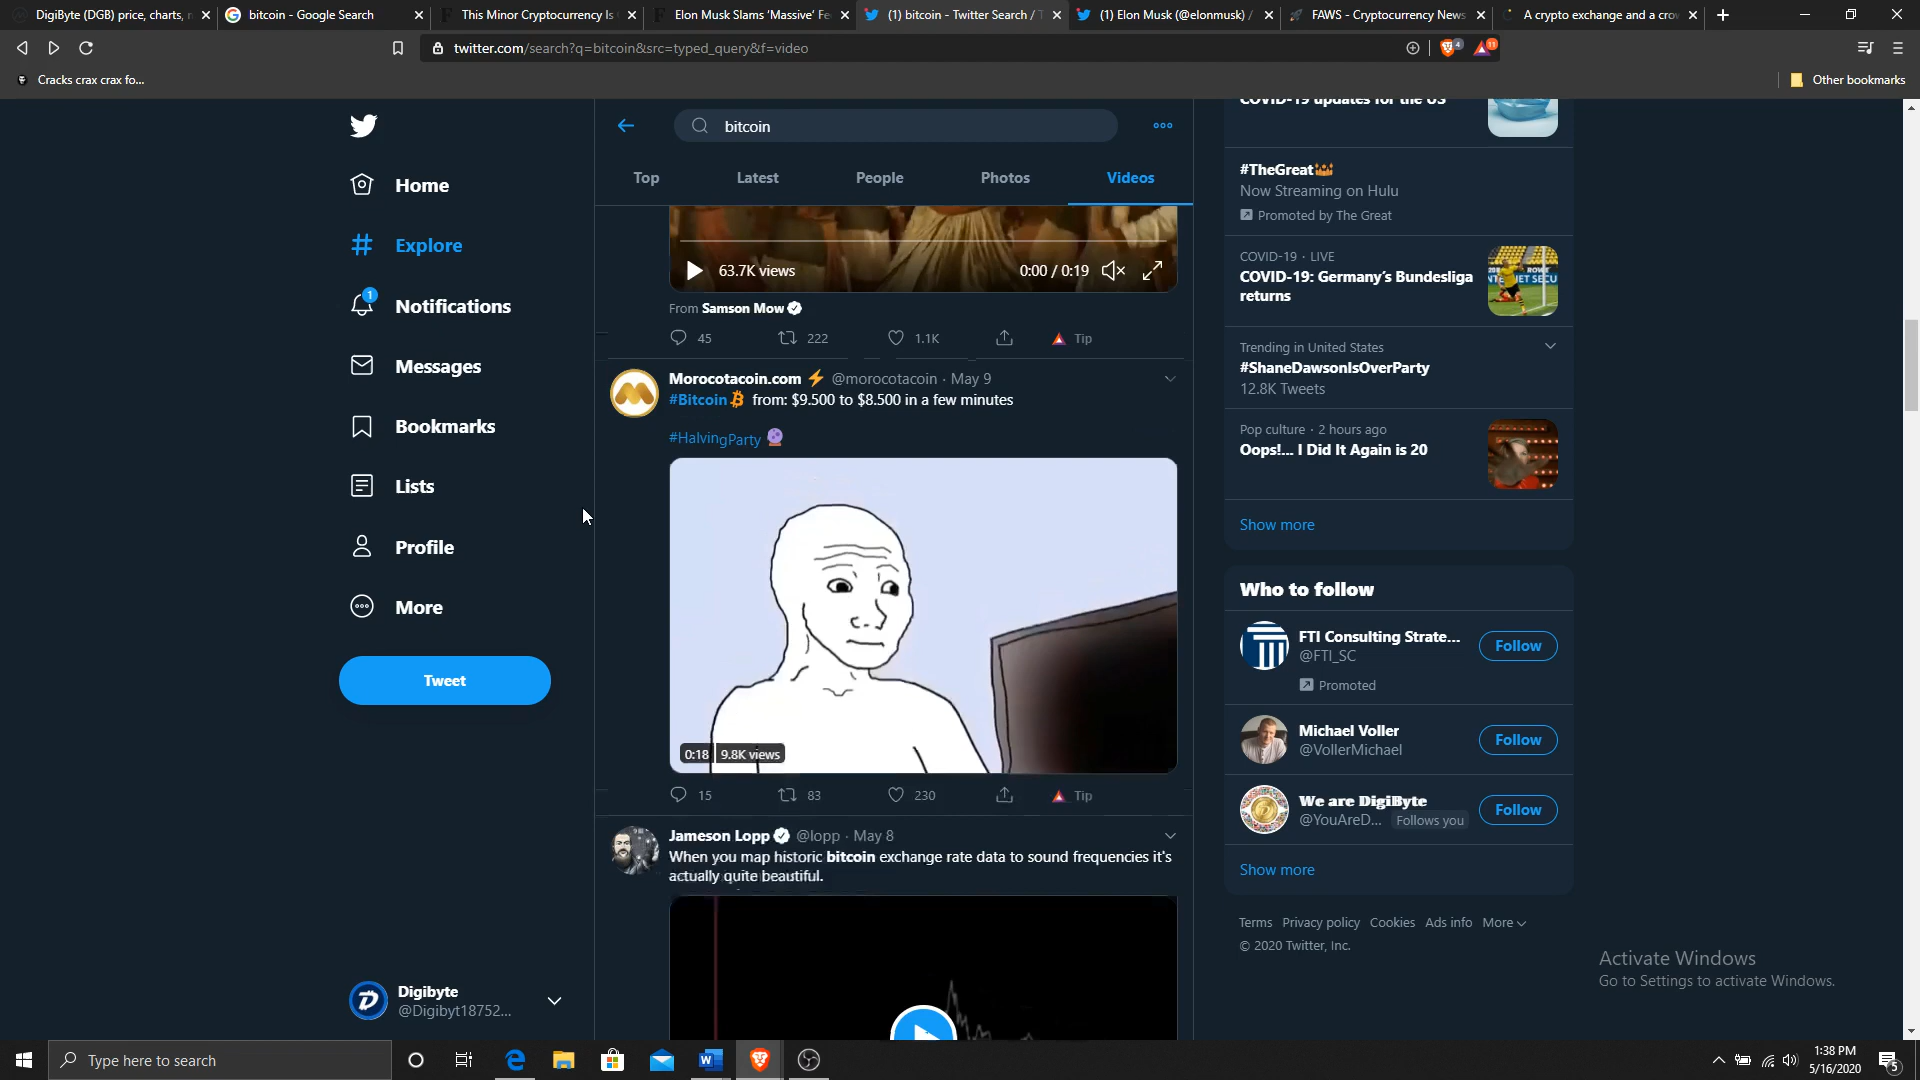 DigiByte (DGB) price, charts,
bitcoin - Google Search
This Minor Cryptocurrency Is
Elon Musk Slams 'Massive' Fe
(1) bitcoin - Twitter Search / T
(1) Elon Musk (@elonmusk) /
FAWS - Cryptocurrency News
A crypto exchange and a cro
twitter.com/search?q=bitcoin&src=typed_query&f=video
4
11
Cracks crax crax fo...
Other bookmarks
Home
Explore
1
Notifications
Messages
Bookmarks
Lists
Profile
More
Tweet
Digibyte
@Digibyt18752...
bitcoin
Top
Latest
People
Photos
Videos
63.7K views
0:00 / 0:19
From Samson Mow
45
222
1.1K
Tip
Morocotacoin.com ⚡ @morocotacoin · May 9
#Bitcoin from: $9.500 to $8.500 in a few minutes
#HalvingParty 🔮
0:18
9.8K views
15
83
230
Tip
Jameson Lopp @lopp · May 8
When you map historic bitcoin exchange rate data to sound frequencies it's
actually quite beautiful.
COVID-19 updates for the US
#TheGreat
Now Streaming on Hulu
Promoted by The Great
COVID-19 · LIVE
COVID-19: Germany's Bundesliga
returns
Trending in United States
#ShaneDawsonIsOverParty
12.8K Tweets
Pop culture · 2 hours ago
Oops!... I Did It Again is 20
Show more
Who to follow
FTI Consulting Strate...
@FTI_SC
Follow
Promoted
Michael Voller
@VollerMichael
Follow
We are DigiByte
@YouAreD... Follows you
Follow
Show more
Terms Privacy policy Cookies Ads info More
© 2020 Twitter, Inc.
Activate Windows
Go to Settings to activate Windows.
Type here to search
1:38 PM
5/16/2020
5